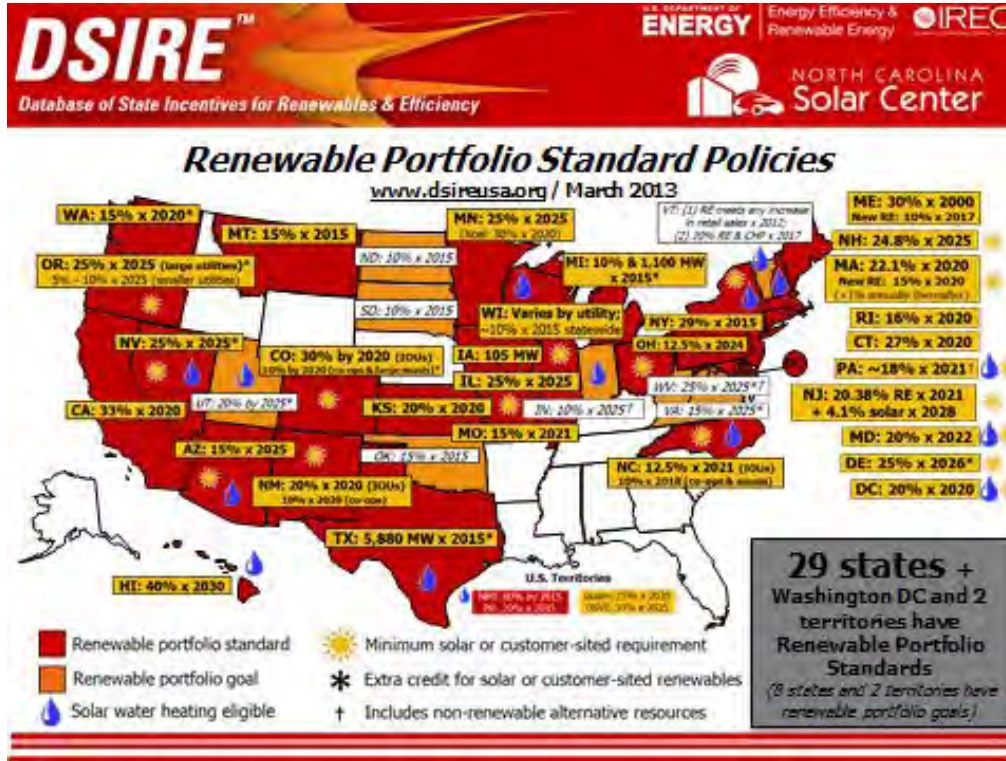 DSIRE™
Database of State Incentives for Renewables & Efficiency
U.S. DEPARTMENT OF
ENERGY
Energy Efficiency &
Renewable Energy
IREC
NORTH CAROLINA
Solar Center
Renewable Portfolio Standard Policies
www.dsireusa.org / March 2013
WA: 15% x 2020*
MT: 15% x 2015
ND: 10% x 2015
MN: 25% x 2025
(Xcel: 30% x 2020)
VT: (1) RE meets any increase
in retail sales x 2012;
(2) 20% RE & CHP x 2017
ME: 30% x 2000
New RE: 10% x 2017
NH: 24.8% x 2025
OR: 25% x 2025 (large utilities)*
5% - 10% x 2025 (smaller utilities)
SD: 10% x 2015
MI: 10% & 1,100 MW
x 2015*
MA: 22.1% x 2020
New RE: 15% x 2020
(+1% annually thereafter)
WI: Varies by utility;
~10% x 2015 statewide
NY: 29% x 2015
RI: 16% x 2020
NV: 25% x 2025*
CO: 30% by 2020 (IOUs)
10% by 2020 (co-ops & large munis)*
IA: 105 MW
OH: 12.5% x 2024
CT: 27% x 2020
IL: 25% x 2025
PA: ~18% x 2021†
WV: 25% x 2025*†
UT: 20% by 2025*
CA: 33% x 2020
KS: 20% x 2020
IN: 10% x 2025†
VA: 15% x 2025*
NJ: 20.38% RE x 2021
+ 4.1% solar x 2028
MO: 15% x 2021
MD: 20% x 2022
AZ: 15% x 2025
OK: 15% x 2015
NC: 12.5% x 2021 (IOUs)
10% x 2018 (co-ops & munis)
DE: 25% x 2026*
NM: 20% x 2020 (IOUs)
10% x 2020 (co-ops)
DC: 20% x 2020
TX: 5,880 MW x 2015*
HI: 40% x 2030
U.S. Territories
29 states +
Washington DC and 2
territories have
Renewable Portfolio
Standards
(8 states and 2 territories have
renewable portfolio goals)
Renewable portfolio standard
Minimum solar or customer-sited requirement
Renewable portfolio goal
* Extra credit for solar or customer-sited renewables
Solar water heating eligible
† Includes non-renewable alternative resources